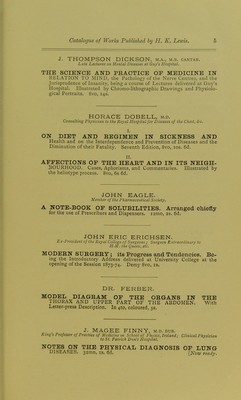 Catalogue of Works Published by H. K. Lewis. 5
J. THOMPSON DICKSON, M.A., M.B. CANTAB.
Late Lecturer on Mental Diseases at Guy's Hospital.
THE SCIENCE AND PRACTICE OF MEDICINE IN
RELATION TO MIND, the Pathology of the Nerve Centres, and the
Jurisprudence of Insanity, being a course of Lectures delivered at Guy's
Hospital. Illustrated by Chromo-lithographic Drawings and Physiolo-
gical Portraits. 8vo, 14s.
HORACE DOBELL, M.D.
Consulting Physician to the Royal Hospital for Diseases of the Chest, &c.
I.
ON DIET AND REGIMEN IN SICKNESS AND
Health and on the Interdependence and Prevention of Diseases and the
Diminution of their Fatality. Seventh Edition, 8vo, 10s. 6d.
II.
AFFECTIONS OF THE HEART AND IN ITS NEIGH-
BOURHOOD. Cases, Aphorisms, and Commentaries. Illustrated by
the heliotype process. 8vo, 6s 6d.
JOHN EAGLE.
Member of the Pharmaceutical Society.
A NOTE-BOOK OF SOLUBILITIES. Arranged chiefly
for the use of Prescribers and Dispensers. 12mo, 2s. 6d.
JOHN ERIC ERICHSEN.
Ex-President of the Royal College of Surgeons; Surgeon Extraordinary to
H.M. the Queen, etc.
MODERN SURGERY; its Progress and Tendencies. Be-
ing the Introductory Address delivered at University College at the
opening of the Session 1873-74. Demy 8vo, 1s.
DR. FERBER.
MODEL DIAGRAM OF THE ORGANS IN THE
THORAX AND UPPER PART OF THE ABDOMEN. With
Letter-press Description. In 4to, coloured, 5s.
J. MAGEE FINNY, M.D. DUB.
King's Professor of Practice of Medicine in School of Physic, Ireland; Clinical Physician
to St. Patrick Dun's Hospital.
NOTES ON THE PHYSICAL DIAGNOSIS OF LUNG
DISEASES. 32mo, 1s. 6d. [Now ready.